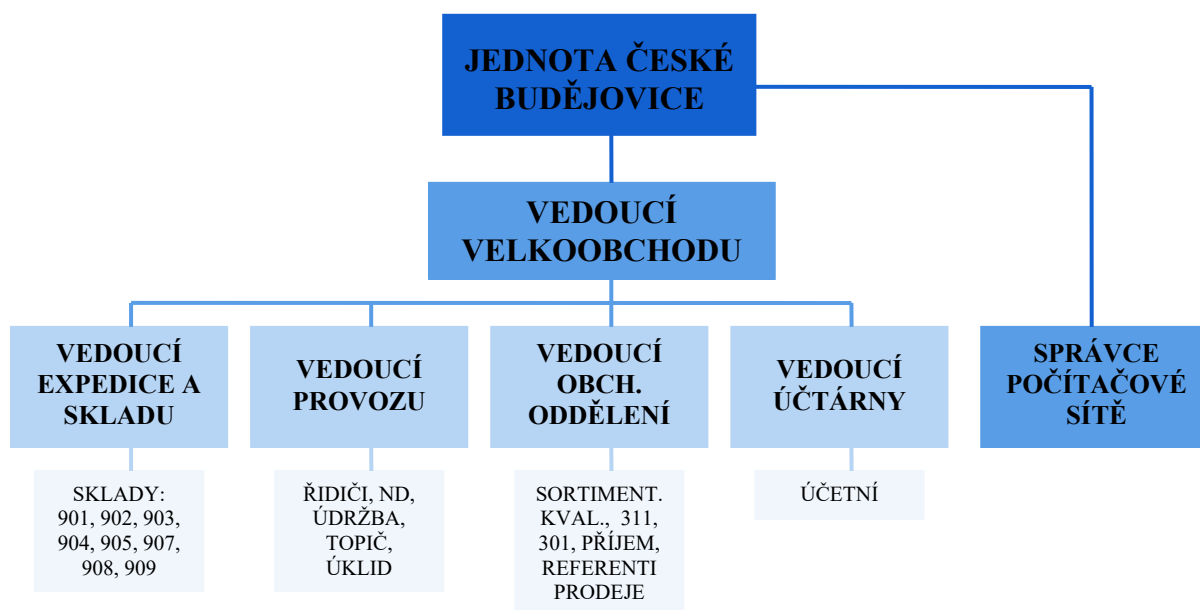 JEDNOTA ČESKÉ
BUDĚJOVICE
VEDOUCÍ
VELKOOBCHODU
VEDOUCÍ
EXPEDICE A
SKLADU
VEDOUCÍ
PROVOZU
VEDOUCÍ
OBCH.
ODDĚLENÍ
VEDOUCÍ
ÚČTÁRNY
SPRÁVCE
POČÍTAČOVÉ
SÍTĚ
SKLADY:
901, 902, 903,
904, 905, 907,
908, 909
ŘIDIČI, ND,
ÚDRŽBA,
TOPIČ,
ÚKLID
SORTIMENT.
KVAL., 311,
301, PŘÍJEM,
REFERENTI
PRODEJE
ÚČETNÍ